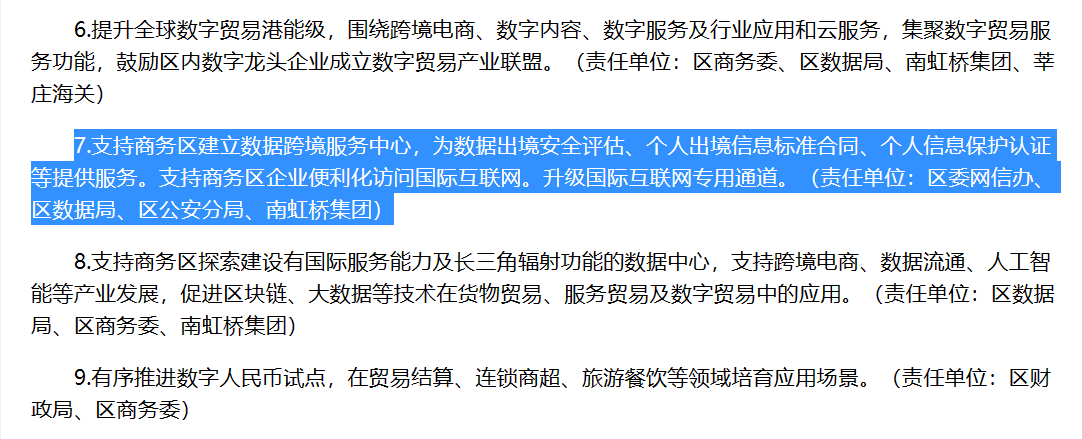 6.提升全球数字贸易港能级，围绕跨境电商、数字内容、数字服务及行业应用和云服务，集聚数字贸易服
务功能，鼓励区内数字龙头企业成立数字贸易产业联盟。（责任单位：区商务委、区数据局、南虹桥集团、莘
庄海关）
7.支持商务区建立数据跨境服务中心，为数据出境安全评估、个人出境信息标准合同、个人信息保护认证
等提供服务。支持商务区企业便利化访问国际互联网。升级国际互联网专用通道。（责任单位：区委网信办、
区数据局、区公安分局、南虹桥集团）
8.支持商务区探索建设有国际服务能力及长三角辐射功能的数据中心，支持跨境电商、数据流通、人工智
能等产业发展，促进区块链、大数据等技术在货物贸易、服务贸易及数字贸易中的应用。（责任单位：区数据
局、区商务委、南虹桥集团）
9.有序推进数字人民币试点，在贸易结算、连锁商超、旅游餐饮等领域培育应用场景。（责任单位：区财
政局、区商务委）